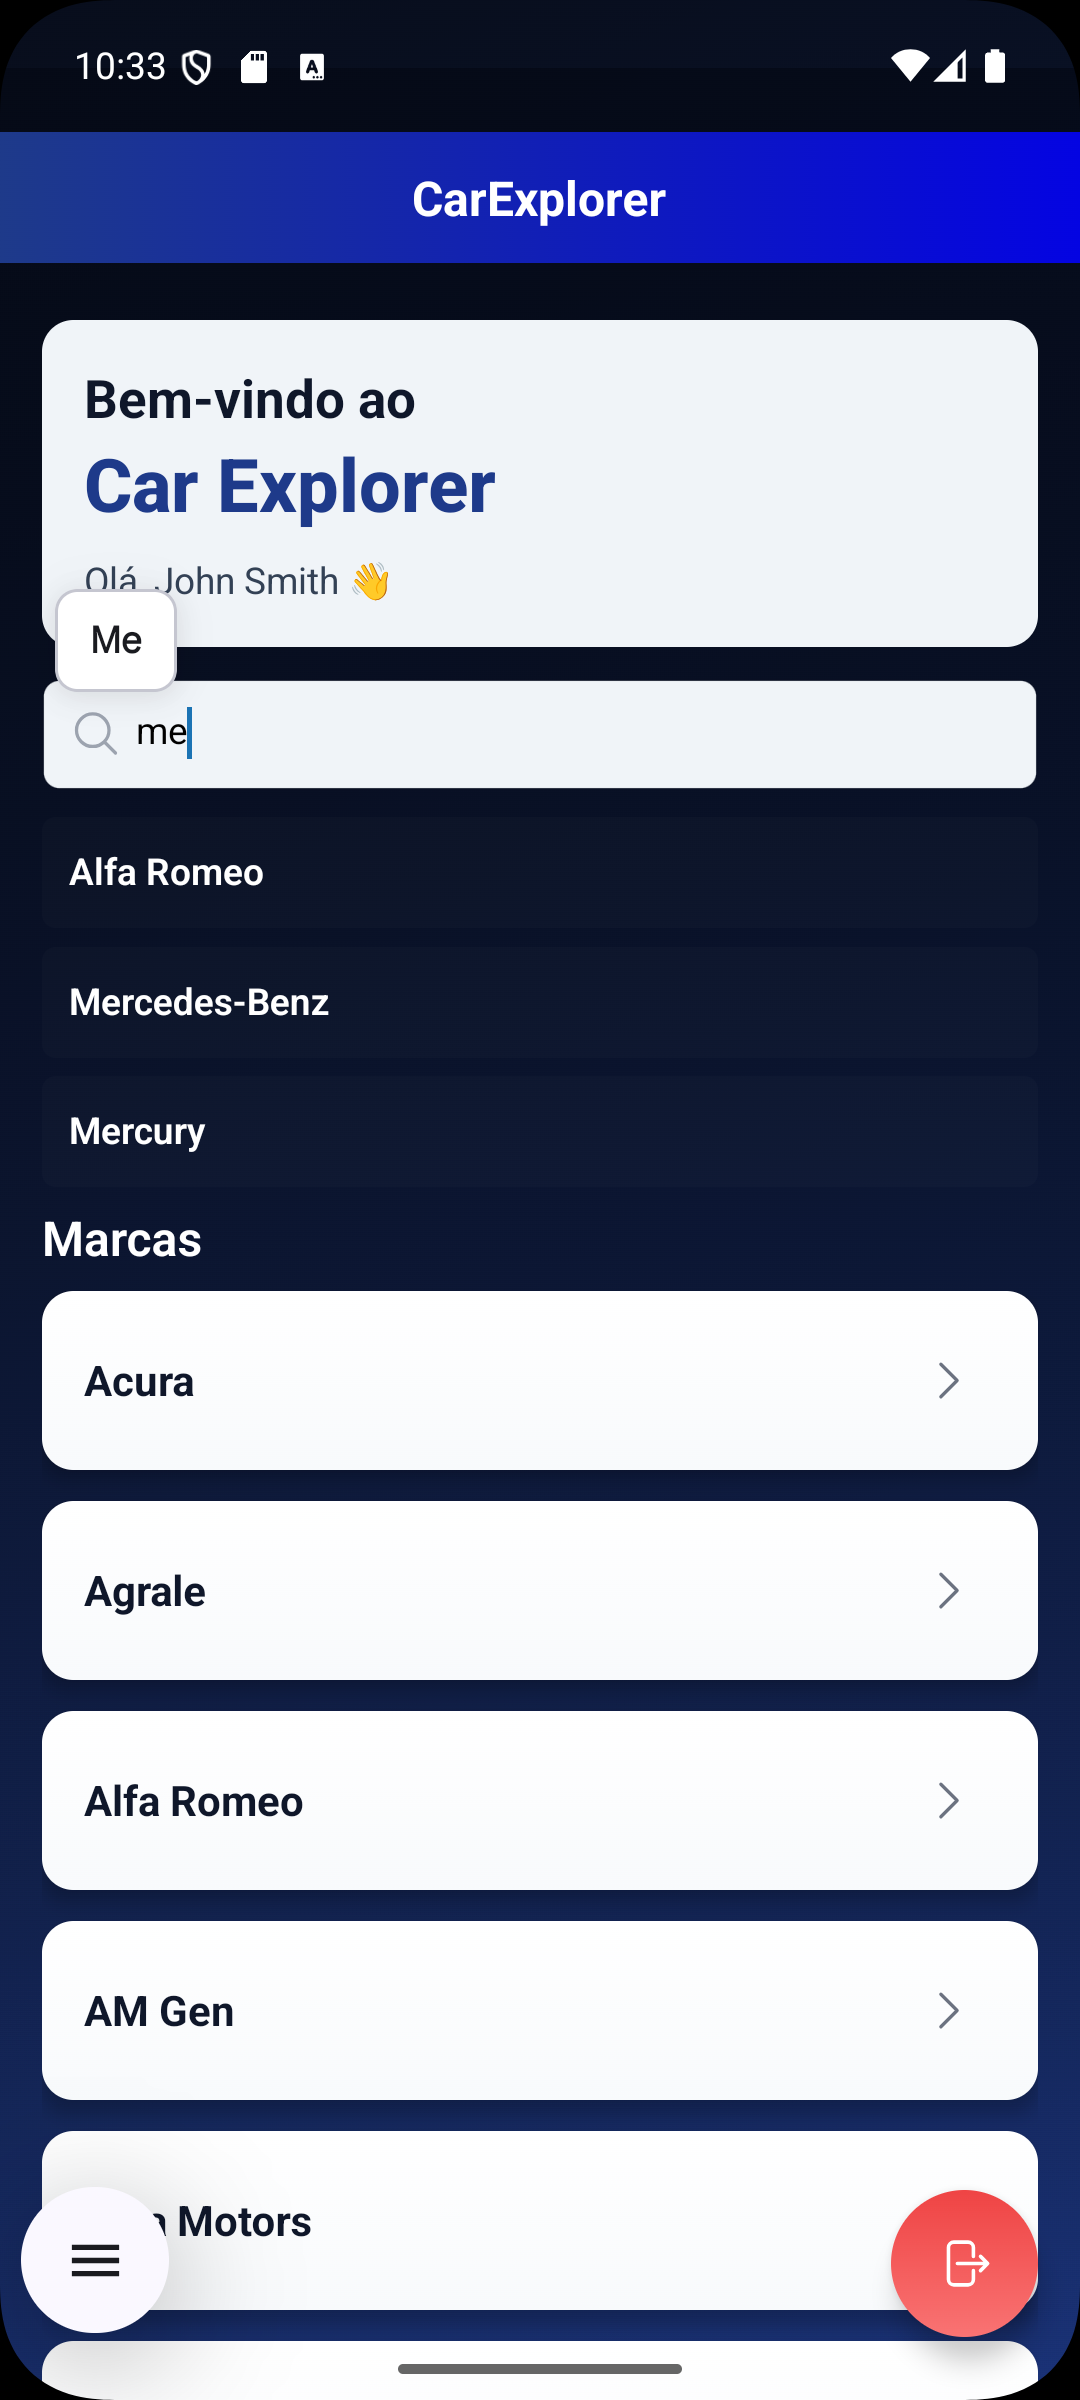 10:33
CarExplorer
Bem-vindo ao
Car Explorer
Olá, John Smith 👋
Me
me
Alfa Romeo
Mercedes-Benz
Mercury
Marcas
Acura
Agrale
Alfa Romeo
AM Gen
Motors